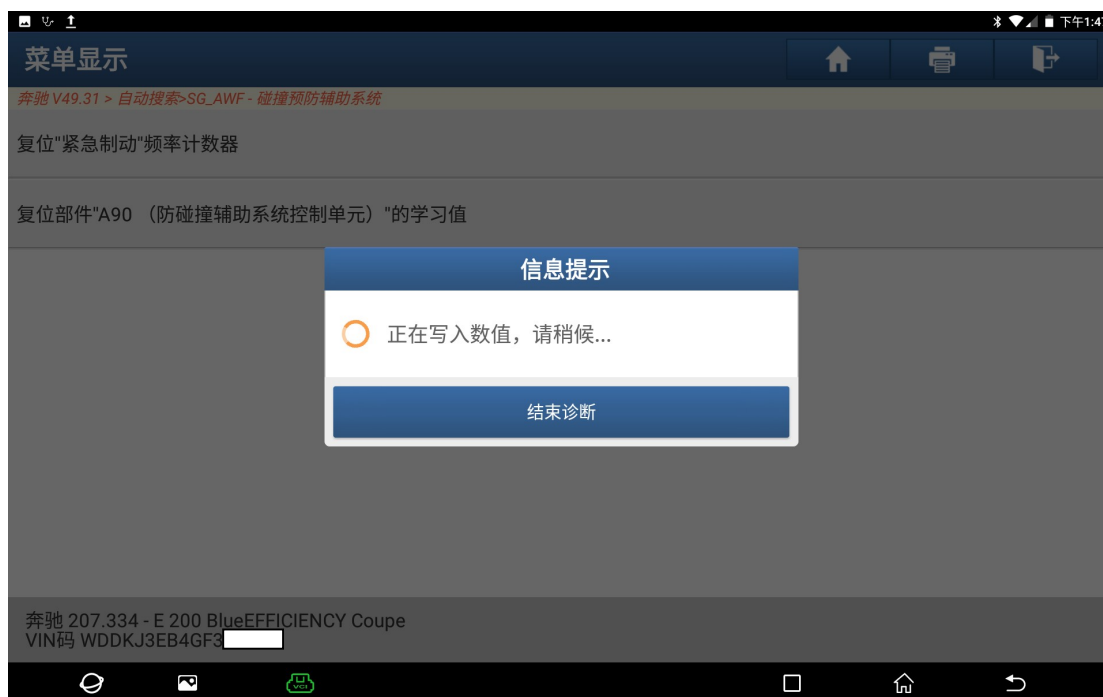 下午1:4
菜单显示
奔驰 V49.31 > 自动搜索>SG_AWF - 碰撞预防辅助系统
复位"紧急制动"频率计数器
复位部件"A90 （防碰撞辅助系统控制单元）"的学习值
信息提示
正在写入数值，请稍候...
结束诊断
奔驰 207.334 - E 200 BlueEFFICIENCY Coupe
VIN码 WDDKJ3EB4GF3
VCI